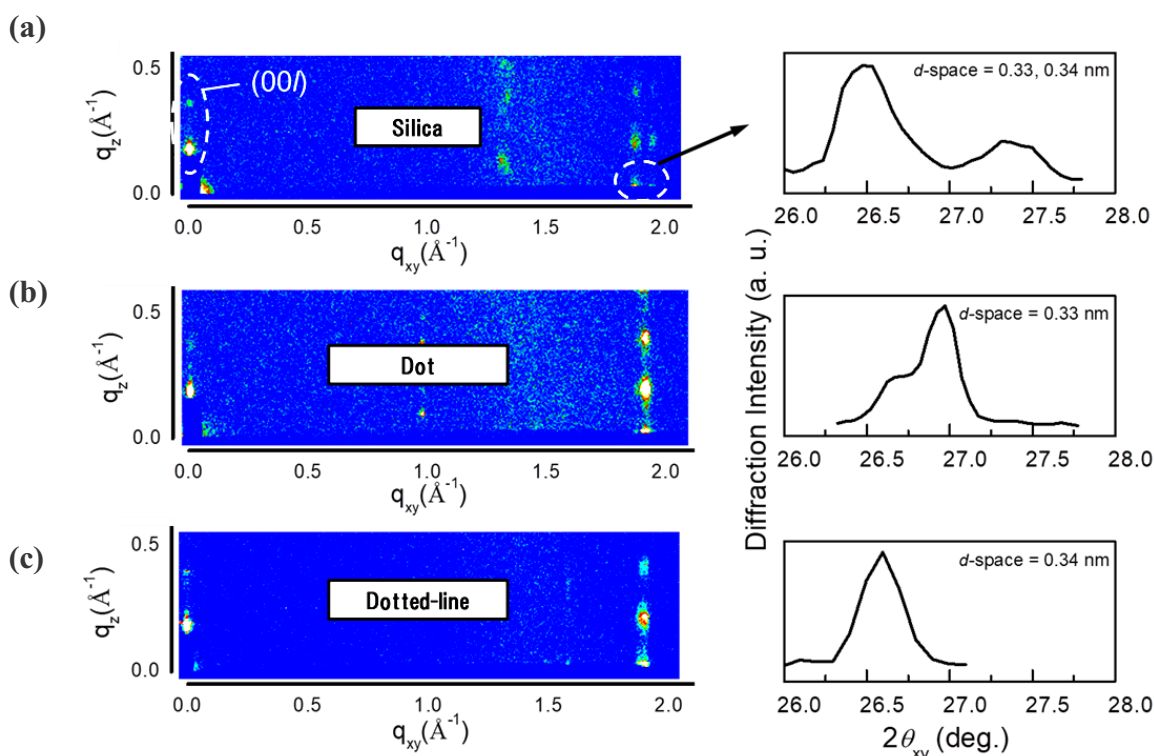 (a)
0.5
0.0
q_z(Å⁻¹)
(00l)
Silica
0.0 0.5 1.0 1.5 2.0
q_xy(Å⁻¹)
d-space = 0.33, 0.34 nm
26.0 26.5 27.0 27.5 28.0
(b)
0.5
0.0
q_z(Å⁻¹)
Dot
0.0 0.5 1.0 1.5 2.0
q_xy(Å⁻¹)
Diffraction Intensity (a. u.)
d-space = 0.33 nm
26.0 26.5 27.0 27.5 28.0
(c)
0.5
0.0
q_z(Å⁻¹)
Dotted-line
0.0 0.5 1.0 1.5 2.0
q_xy(Å⁻¹)
d-space = 0.34 nm
26.0 26.5 27.0 27.5 28.0
2θ_xy (deg.)